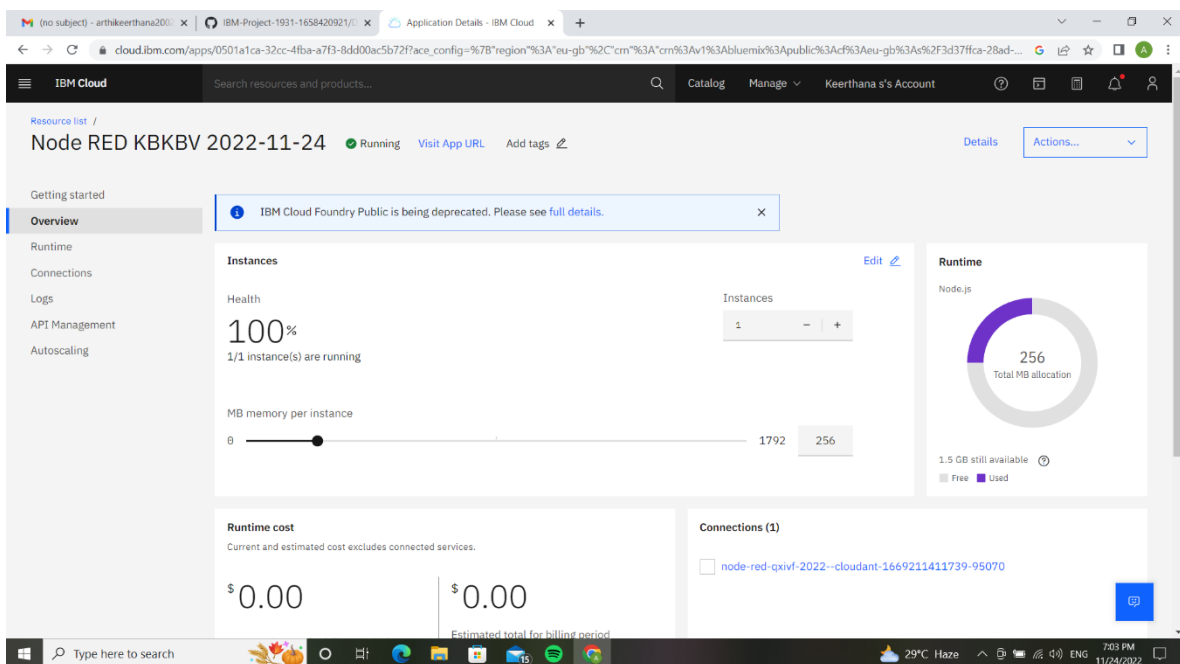 (no subject) - arthikeerthana200
IBM-Project-1931-1658420921/D
Application Details - IBM Cloud
cloud.ibm.com/apps/0501a1ca-32cc-4fba-a7f3-8dd00ac5b72f?ace_config=%7B"region"%3A"eu-gb"%2C"crn"%3A"crn%3Av1%3Abluemix%3Apublic%3Acf%3Aeu-gb%3As%2F3d37ffca-28ad-...
A
IBM Cloud
Search resources and products...
Catalog
Manage
Keerthana s's Account
Resource list /
Node RED KBKBV 2022-11-24
Running
Visit App URL
Add tags
Details
Actions...
Getting started
Overview
Runtime
Connections
Logs
API Management
Autoscaling
IBM Cloud Foundry Public is being deprecated. Please see full details.
Instances
Edit
Health
100%
1/1 instance(s) are running
Instances
1 - +
MB memory per instance
0
1792
256
Runtime
Node.js
256
Total MB allocation
1.5 GB still available
Free Used
Runtime cost
Current and estimated cost excludes connected services.
$0.00
$0.00
Estimated total for billing period
Connections (1)
node-red-qxivf-2022--cloudant-1669211411739-95070
Type here to search
15
29°C Haze
ENG
7:03 PM
11/24/2022